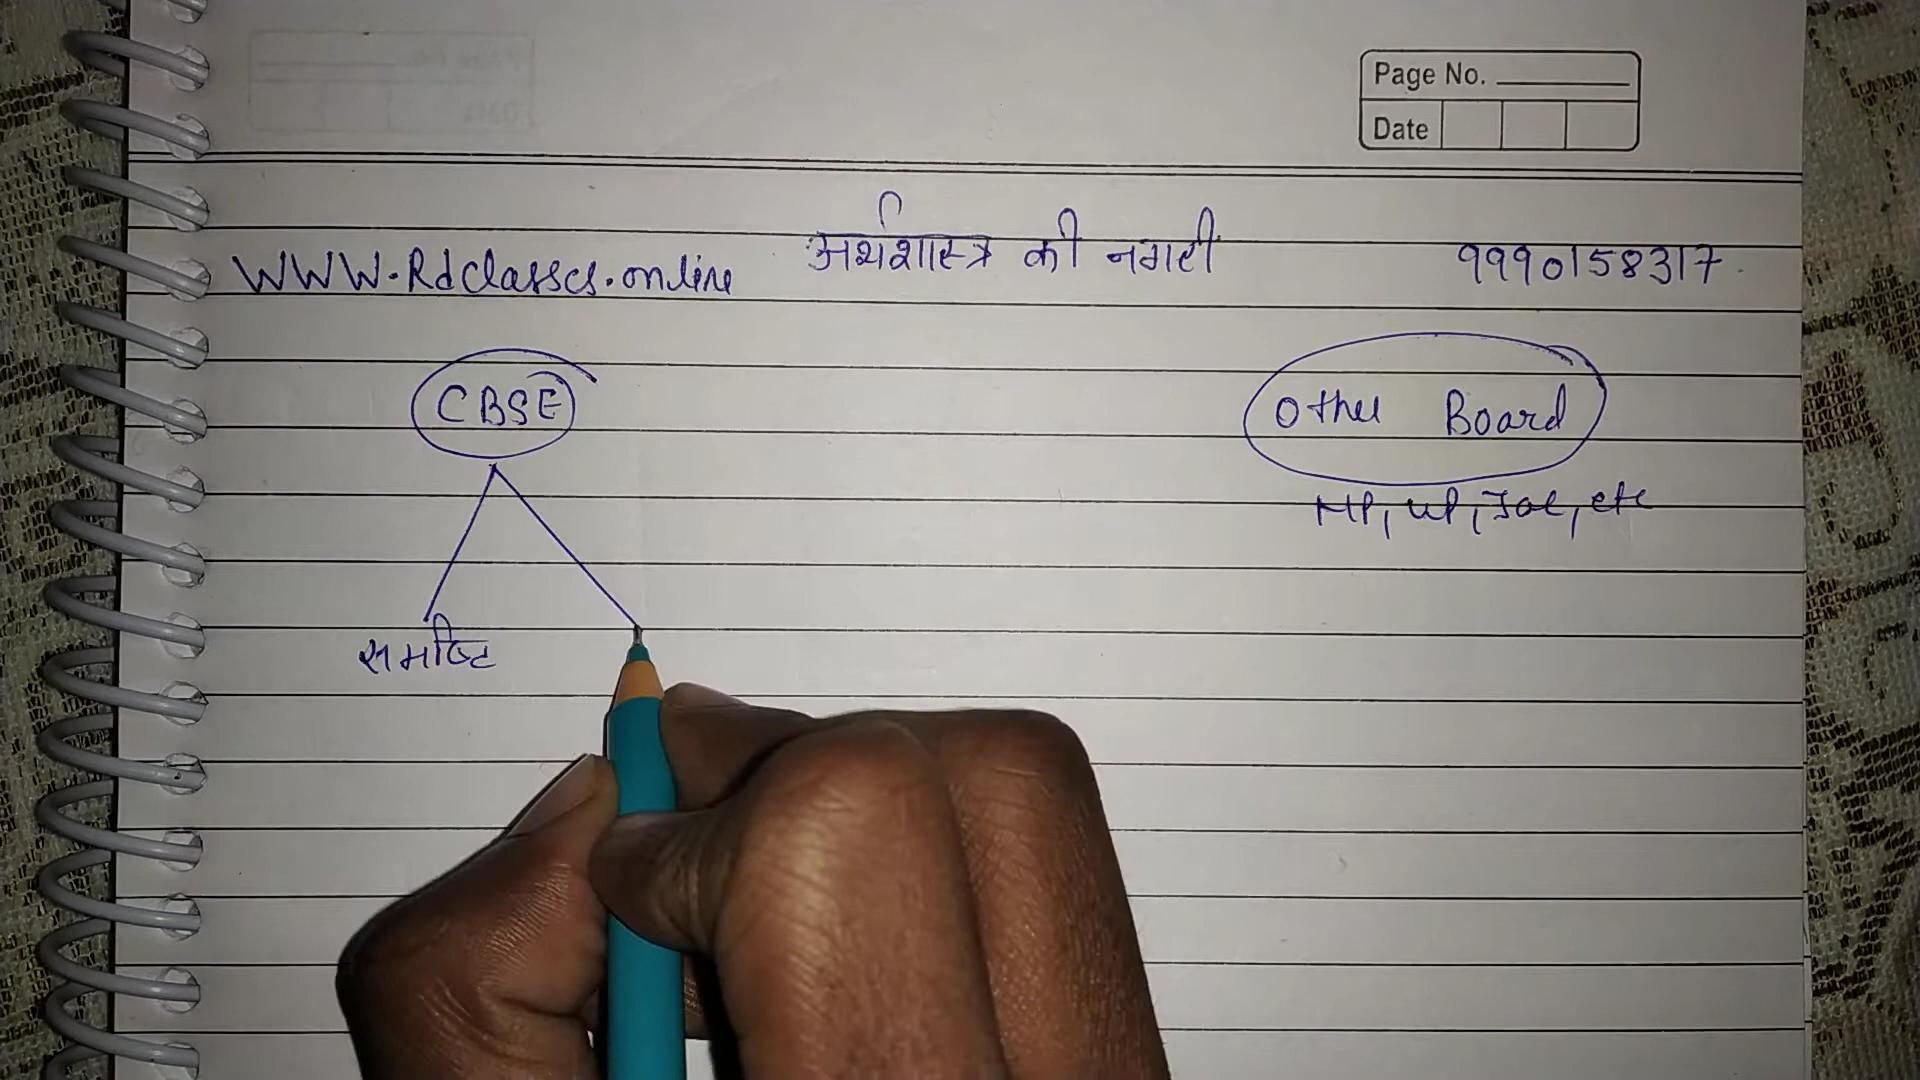 Page No.
Date
www.Rdclasses.online अर्थशास्त्र की नगरी 9990158317
CBSE Other Board
MP, UP, Jac, etc
समष्टि